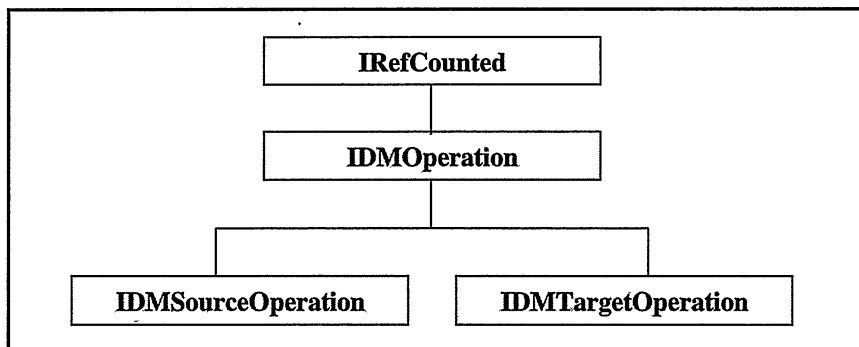 IRefCounted
IDMOperation
IDMSourceOperation
IDMTargetOperation